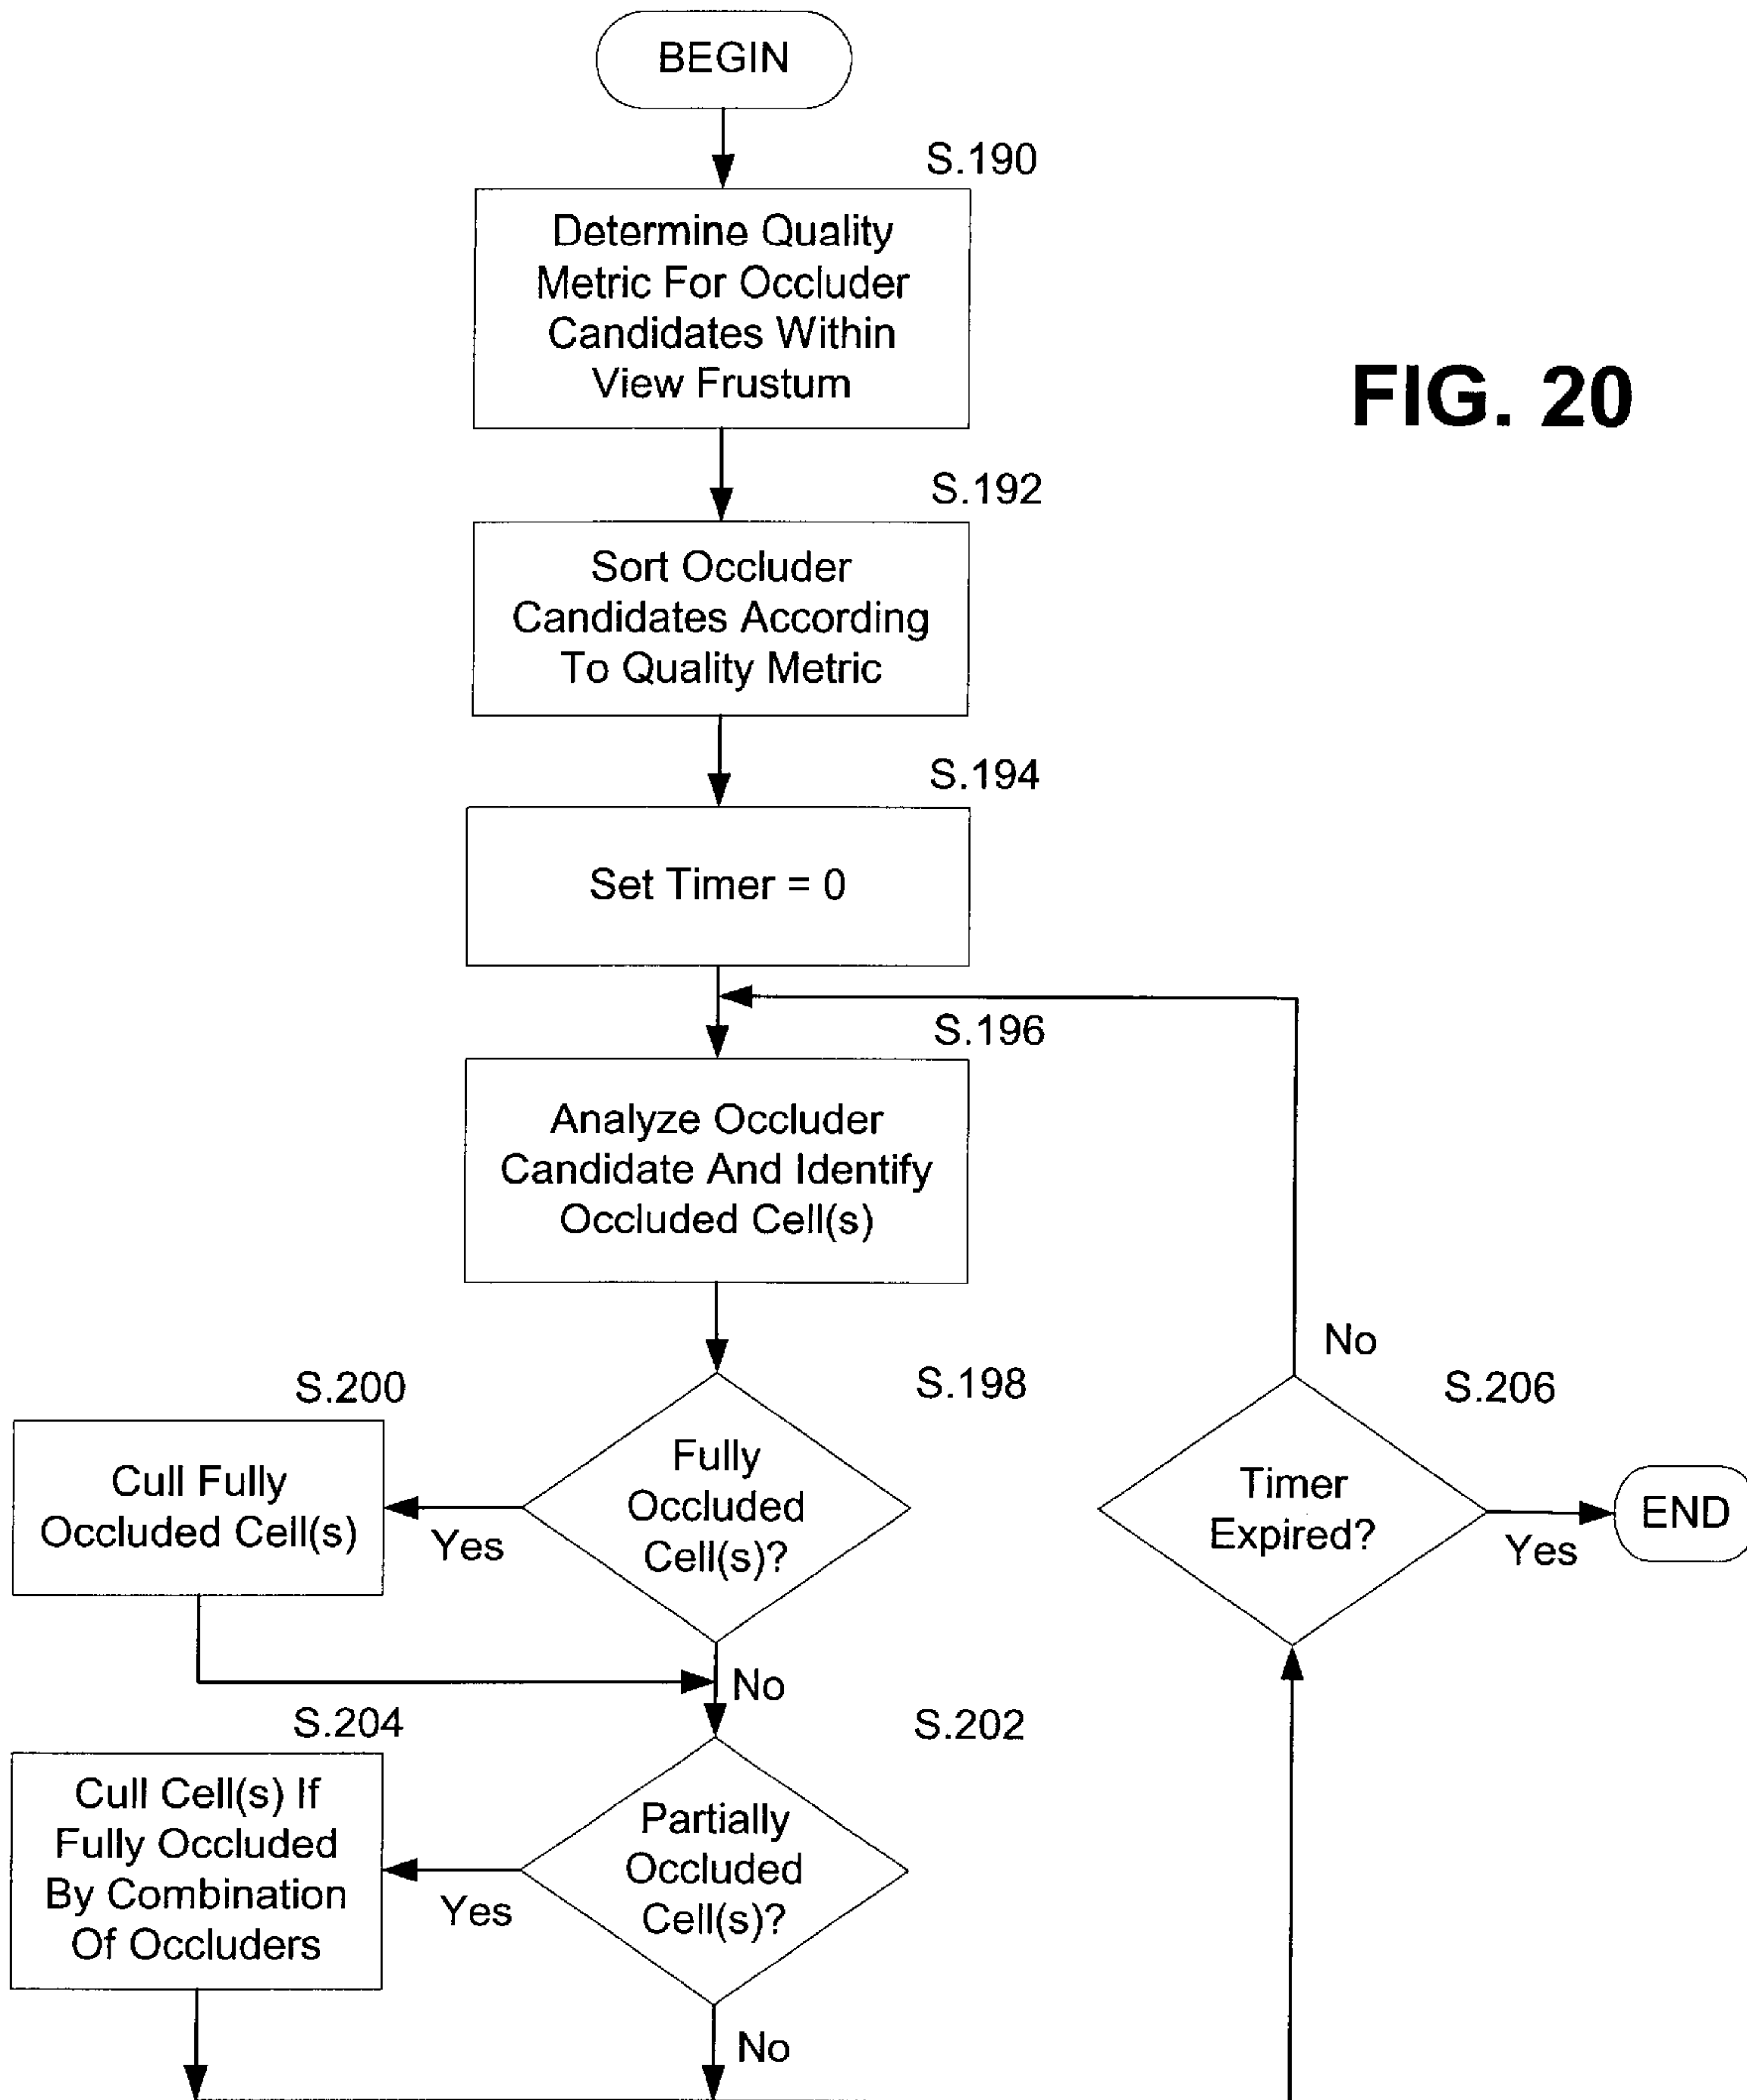 BEGIN
S.190
Determine Quality
Metric For Occluder
Candidates Within
View Frustum
FIG. 20
S.192
Sort Occluder
Candidates According
To Quality Metric
S.194
Set Timer = 0
S.196
Analyze Occluder
Candidate And Identify
Occluded Cell(s)
No
S.200
S.198
S.206
Cull Fully
Occluded Cell(s)
Yes
Fully
Occluded
Cell(s)?
Timer
Expired?
Yes
END
No
S.204
S.202
Cull Cell(s) If
Fully Occluded
By Combination
Of Occluders
Yes
Partially
Occluded
Cell(s)?
No